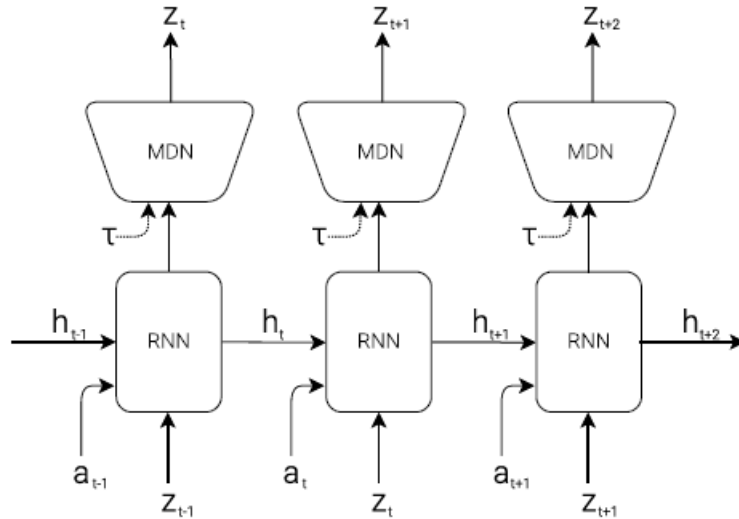 z_t z_{t+1} z_{t+2}
MDN MDN MDN
τ τ τ
h_{t-1} h_t h_{t+1} h_{t+2}
RNN RNN RNN
a_{t-1} a_t a_{t+1}
z_{t-1} z_t z_{t+1}